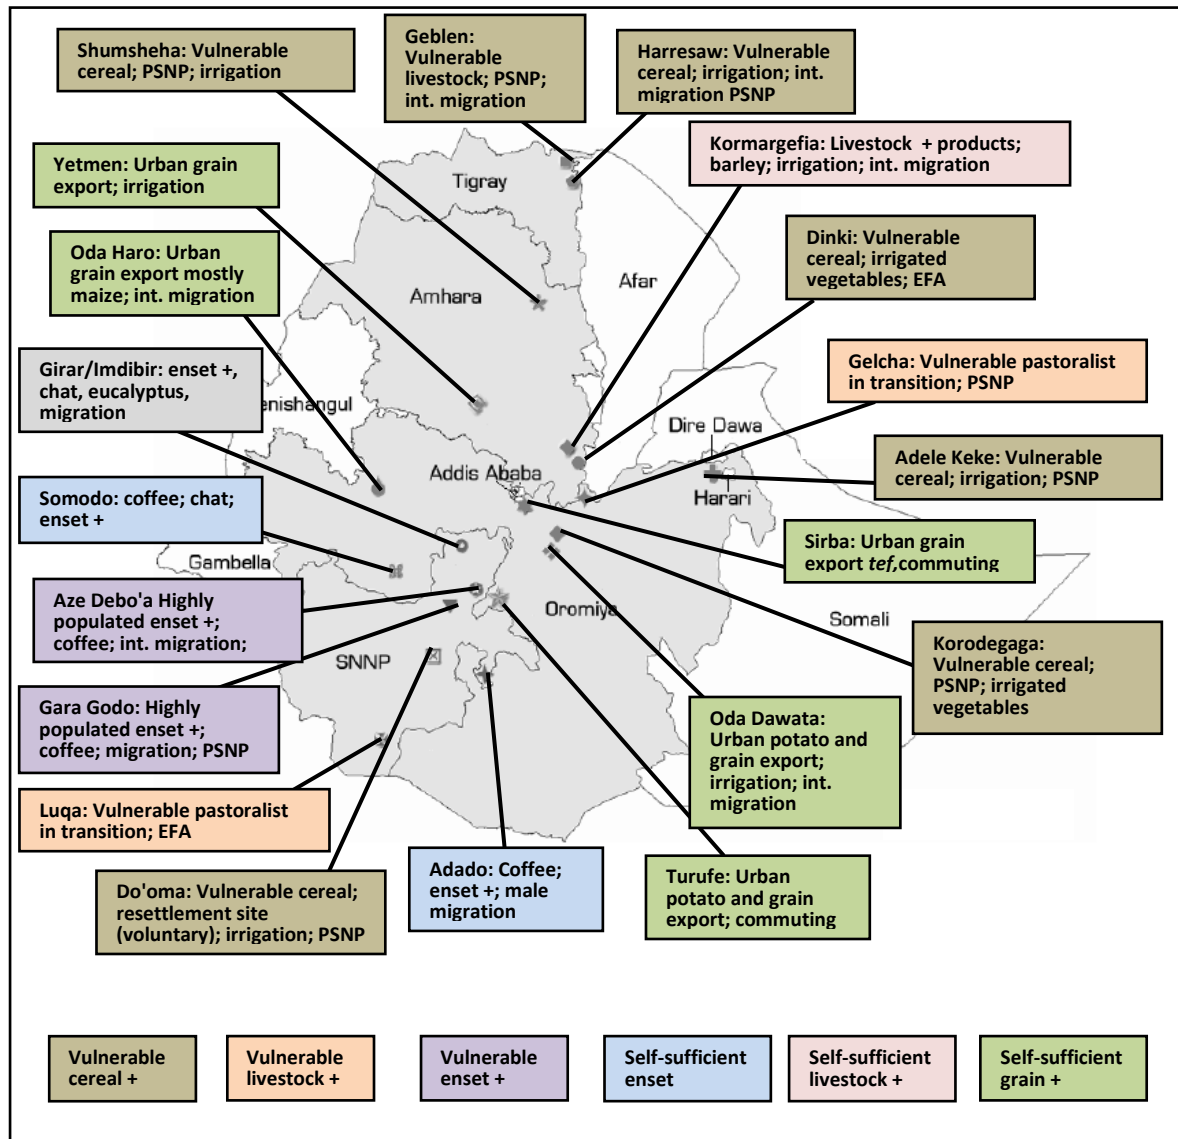 Shumsheha: Vulnerable
cereal; PSNP; irrigation
Geblen:
Vulnerable
livestock; PSNP;
int. migration
Harresaw: Vulnerable
cereal; irrigation; int.
migration PSNP
Kormargefia: Livestock + products;
barley; irrigation; int. migration
Yetmen: Urban grain
export; irrigation
Tigray
Dinki: Vulnerable
cereal; irrigated
vegetables; EFA
Oda Haro: Urban
grain export mostly
maize; int. migration
Afar
Amhara
Girar/Imdibir: enset +,
chat, eucalyptus,
migration
Gelcha: Vulnerable pastoralist
in transition; PSNP
enishangul
Dire Dawa
Adele Keke: Vulnerable
cereal; irrigation; PSNP
Addis Ababa
Harari
Somodo: coffee; chat;
enset +
Sirba: Urban grain
export tef,commuting
Gambella
Aze Debo'a Highly
populated enset +;
coffee; int. migration;
Oromiya
Somali
Korodegaga:
Vulnerable cereal;
PSNP; irrigated
vegetables
SNNP
Gara Godo: Highly
populated enset +;
coffee; migration; PSNP
Oda Dawata:
Urban potato and
grain export;
irrigation; int.
migration
Luqa: Vulnerable pastoralist
in transition; EFA
Do'oma: Vulnerable cereal;
resettlement site
(voluntary); irrigation; PSNP
Adado: Coffee;
enset +; male
migration
Turufe: Urban
potato and grain
export; commuting
Vulnerable
cereal +
Vulnerable
livestock +
Vulnerable
enset +
Self-sufficient
enset
Self-sufficient
livestock +
Self-sufficient
grain +